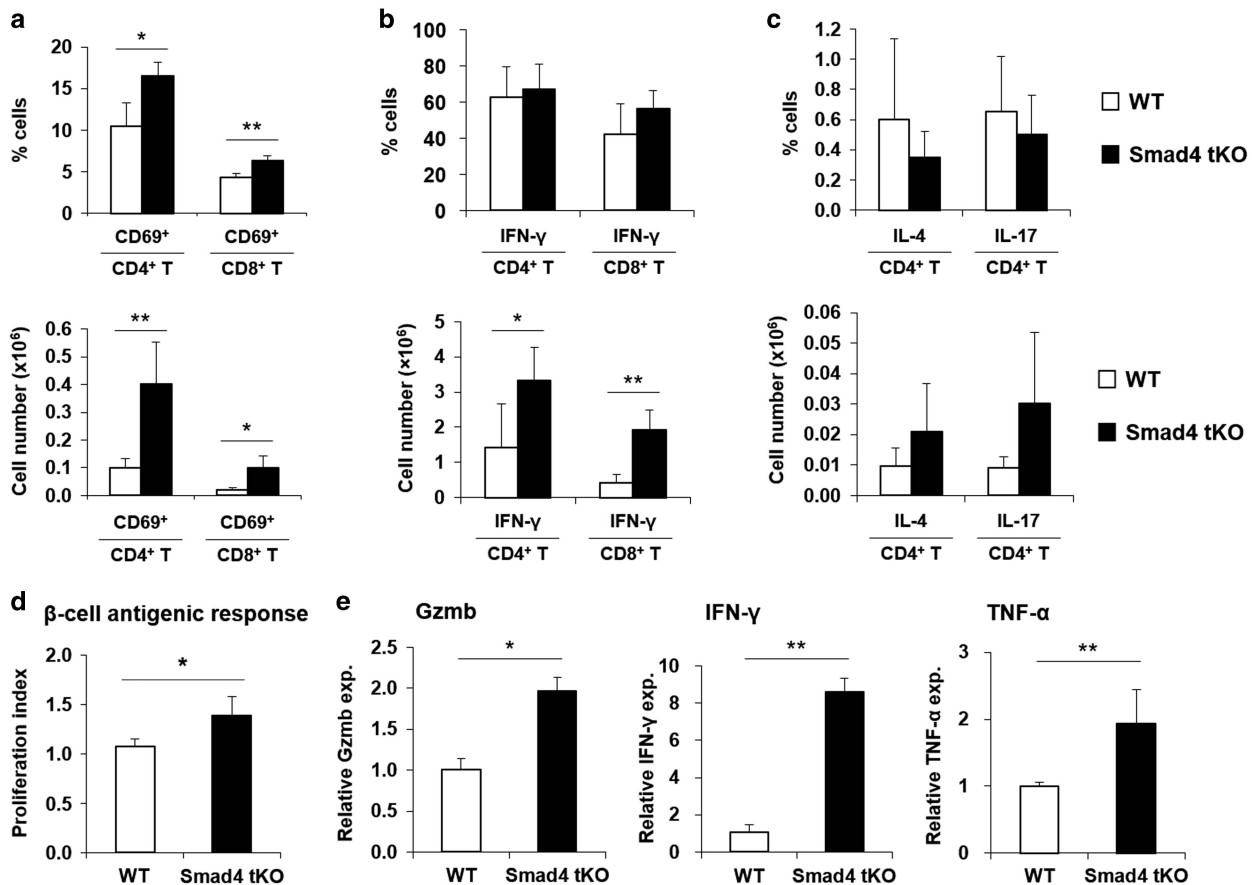 a
% cells
20
15
10
5
0
*
**
CD69⁺
CD4⁺ T
CD69⁺
CD8⁺ T
b
% cells
100
80
60
40
20
0
IFN-γ
CD4⁺ T
IFN-γ
CD8⁺ T
c
% cells
1.2
1.0
0.8
0.6
0.4
0.2
0.0
IL-4
CD4⁺ T
IL-17
CD4⁺ T
WT
Smad4 tKO
Cell number (x10⁶)
0.6
0.5
0.4
0.3
0.2
0.1
0.0
**
*
CD69⁺
CD4⁺ T
CD69⁺
CD8⁺ T
Cell number (×10⁶)
5
4
3
2
1
0
*
**
IFN-γ
CD4⁺ T
IFN-γ
CD8⁺ T
Cell number (x10⁶)
0.06
0.05
0.04
0.03
0.02
0.01
0.00
IL-4
CD4⁺ T
IL-17
CD4⁺ T
WT
Smad4 tKO
d
β-cell antigenic response
Proliferation index
2.0
1.5
1.0
0.5
0.0
*
WT
Smad4 tKO
e
Gzmb
Relative Gzmb exp.
2.5
2.0
1.5
1.0
0.5
0.0
*
WT
Smad4 tKO
IFN-γ
Relative IFN-γ exp.
10
8
6
4
2
0
**
WT
Smad4 tKO
TNF-α
Relative TNF-α exp.
3
2
1
0
**
WT
Smad4 tKO